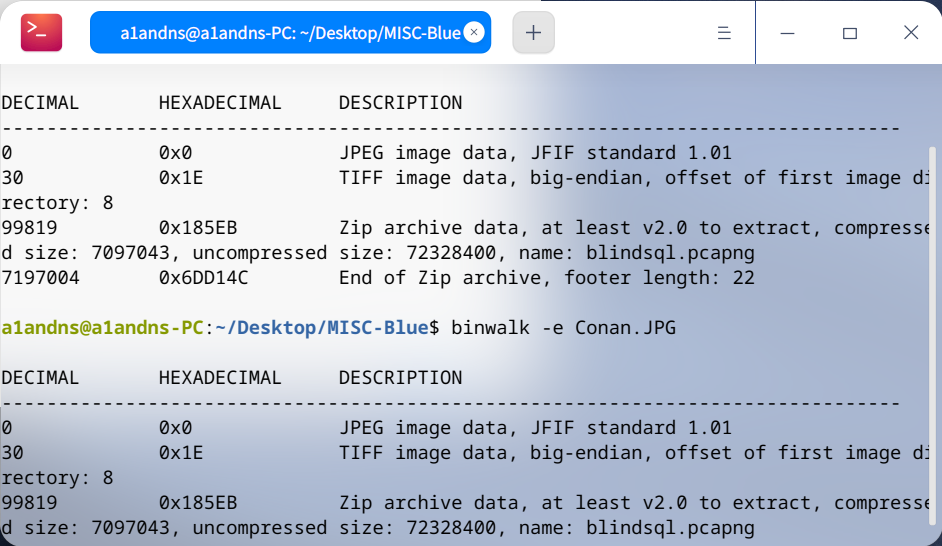 a1andns@a1andns-PC: ~/Desktop/MISC-Blue
DECIMAL HEXADECIMAL DESCRIPTION
--------------------------------------------------------------------------------
0 0x0 JPEG image data, JFIF standard 1.01
30 0x1E TIFF image data, big-endian, offset of first image di
rectory: 8
99819 0x185EB Zip archive data, at least v2.0 to extract, compresse
d size: 7097043, uncompressed size: 72328400, name: blindsql.pcapng
7197004 0x6DD14C End of Zip archive, footer length: 22
a1andns@a1andns-PC:~/Desktop/MISC-Blue$ binwalk -e Conan.JPG
DECIMAL HEXADECIMAL DESCRIPTION
--------------------------------------------------------------------------------
0 0x0 JPEG image data, JFIF standard 1.01
30 0x1E TIFF image data, big-endian, offset of first image di
rectory: 8
99819 0x185EB Zip archive data, at least v2.0 to extract, compresse
d size: 7097043, uncompressed size: 72328400, name: blindsql.pcapng